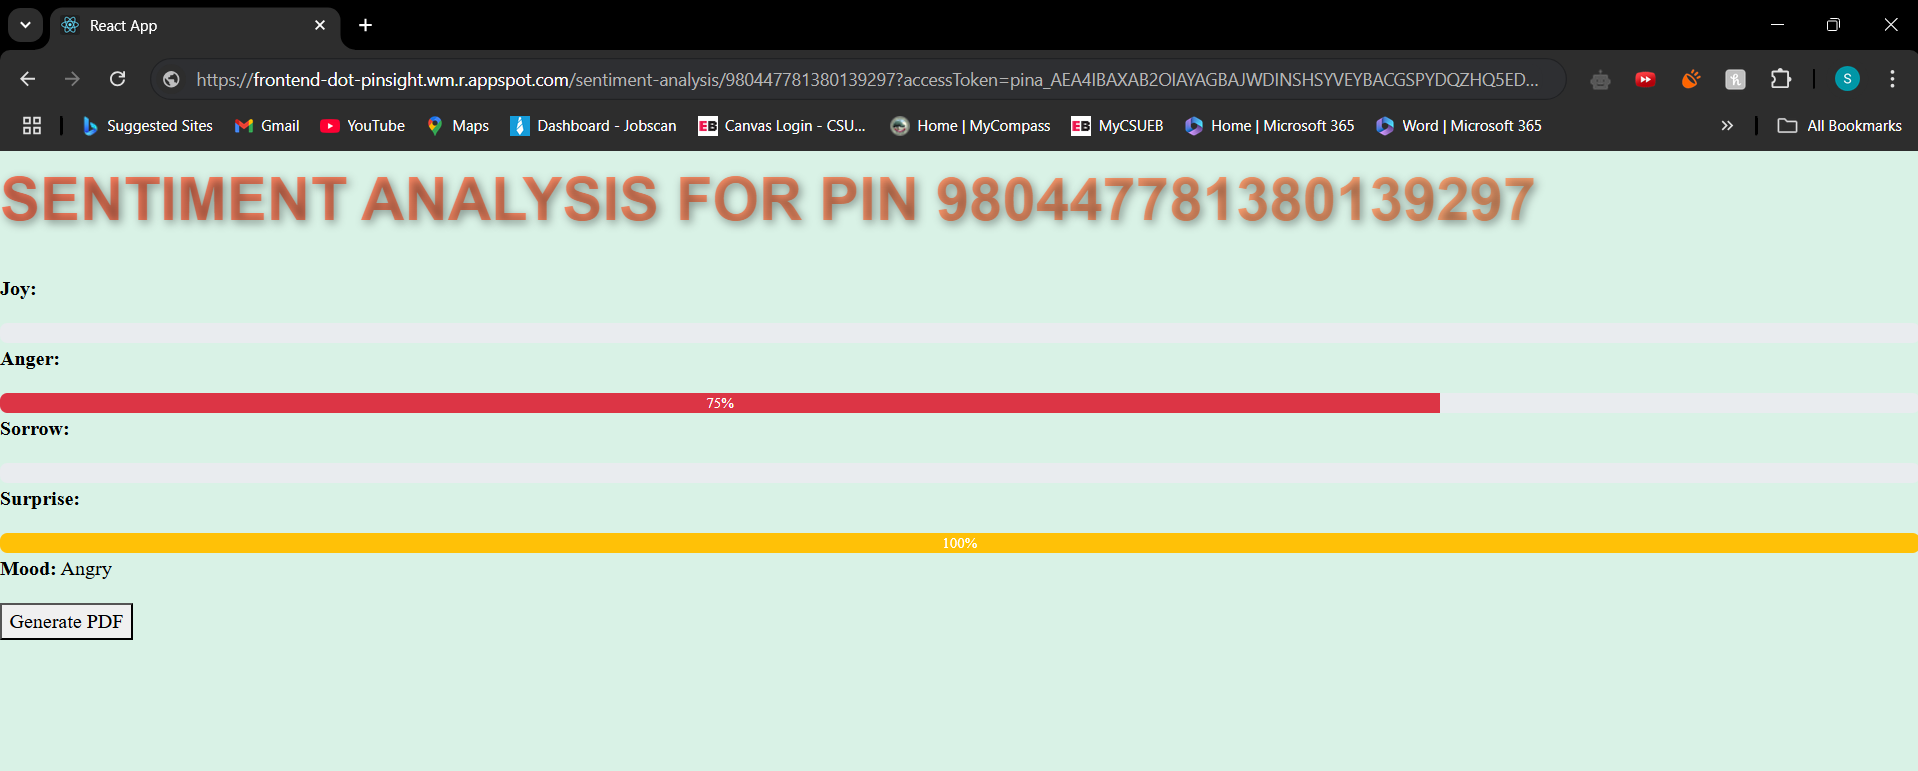 React App
https://frontend-dot-pinsight.wm.r.appspot.com/sentiment-analysis/980447781380139297?accessToken=pina_AEA4IBAXAB2OIAYAGBAJWDINSHSYVEYBACGSPYDQZHQ5ED...
S
Suggested Sites Gmail YouTube Maps Dashboard - Jobscan EB Canvas Login - CSU... Home | MyCompass EB MyCSUEB Home | Microsoft 365 Word | Microsoft 365 » All Bookmarks
SENTIMENT ANALYSIS FOR PIN 980447781380139297
Joy:
Anger:
75%
Sorrow:
Surprise:
100%
Mood: Angry
Generate PDF